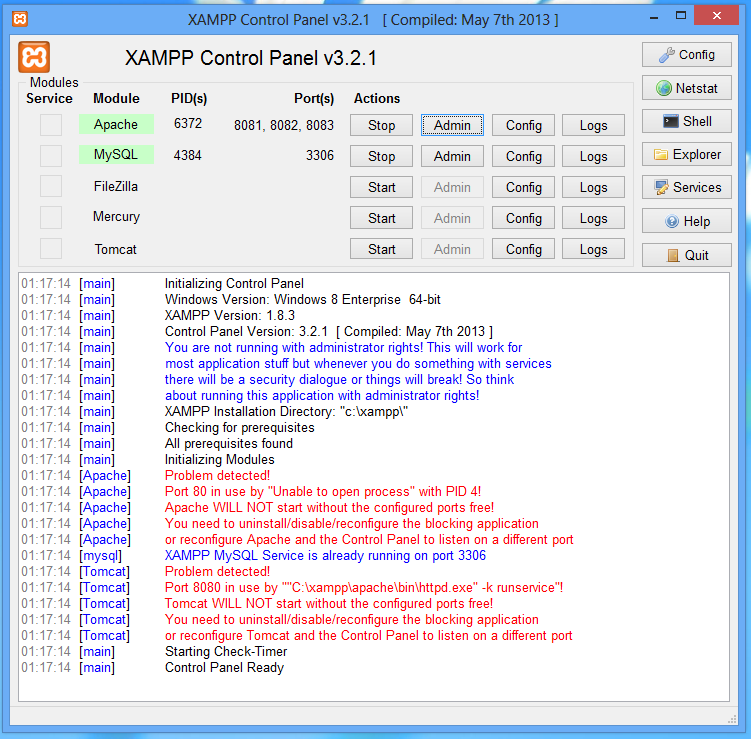 XAMPP Control Panel v3.2.1 [ Compiled: May 7th 2013 ]
XAMPP Control Panel v3.2.1
Config
Modules
Service Module PID(s) Port(s) Actions
Netstat
Apache 6372 8081, 8082, 8083 Stop Admin Config Logs
Shell
MySQL 4384 3306 Stop Admin Config Logs
Explorer
FileZilla Start Admin Config Logs
Services
Mercury Start Admin Config Logs
Help
Tomcat Start Admin Config Logs
Quit
01:17:14 [main] Initializing Control Panel
01:17:14 [main] Windows Version: Windows 8 Enterprise 64-bit
01:17:14 [main] XAMPP Version: 1.8.3
01:17:14 [main] Control Panel Version: 3.2.1 [ Compiled: May 7th 2013 ]
01:17:14 [main] You are not running with administrator rights! This will work for
01:17:14 [main] most application stuff but whenever you do something with services
01:17:14 [main] there will be a security dialogue or things will break! So think
01:17:14 [main] about running this application with administrator rights!
01:17:14 [main] XAMPP Installation Directory: "c:\xampp\"
01:17:14 [main] Checking for prerequisites
01:17:14 [main] All prerequisites found
01:17:14 [main] Initializing Modules
01:17:14 [Apache] Problem detected!
01:17:14 [Apache] Port 80 in use by "Unable to open process" with PID 4!
01:17:14 [Apache] Apache WILL NOT start without the configured ports free!
01:17:14 [Apache] You need to uninstall/disable/reconfigure the blocking application
01:17:14 [Apache] or reconfigure Apache and the Control Panel to listen on a different port
01:17:14 [mysql] XAMPP MySQL Service is already running on port 3306
01:17:14 [Tomcat] Problem detected!
01:17:14 [Tomcat] Port 8080 in use by ""C:\xampp\apache\bin\httpd.exe" -k runservice"!
01:17:14 [Tomcat] Tomcat WILL NOT start without the configured ports free!
01:17:14 [Tomcat] You need to uninstall/disable/reconfigure the blocking application
01:17:14 [Tomcat] or reconfigure Tomcat and the Control Panel to listen on a different port
01:17:14 [main] Starting Check-Timer
01:17:14 [main] Control Panel Ready